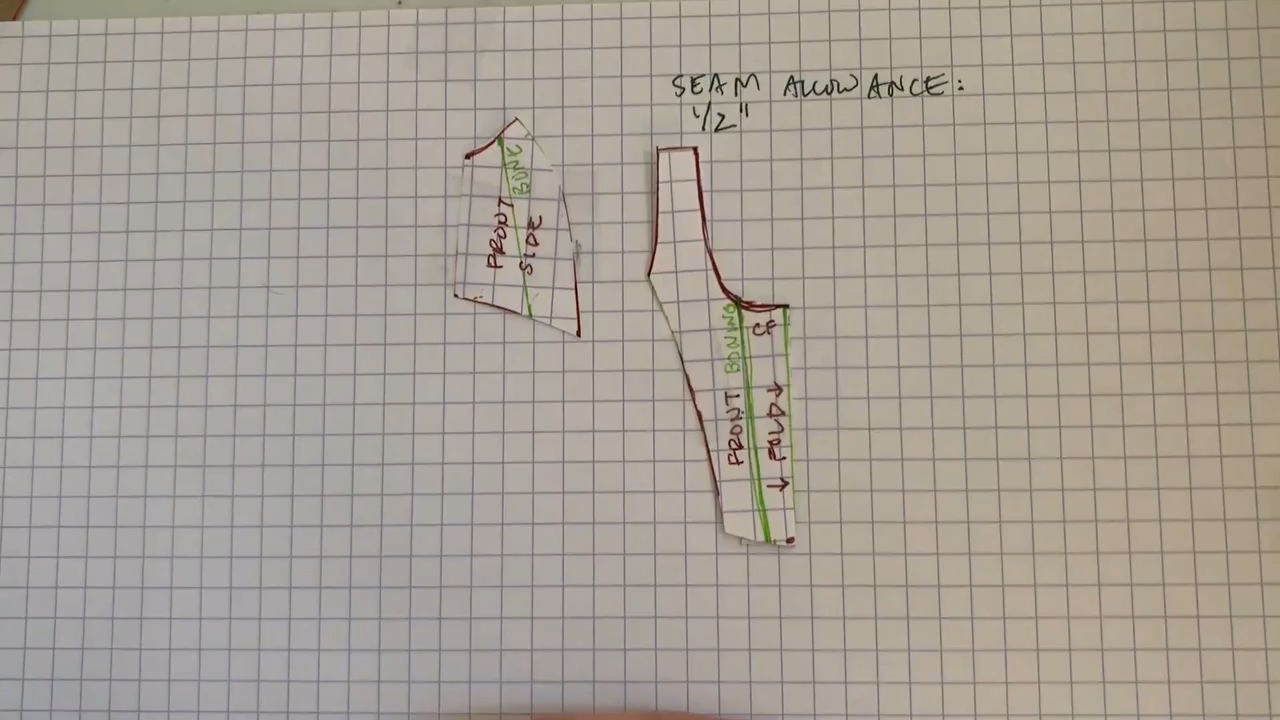 SEAM ALLOWANCE:
1/2"
BONE
FRONT
SIDE
BONING
CF
FRONT
FOLD